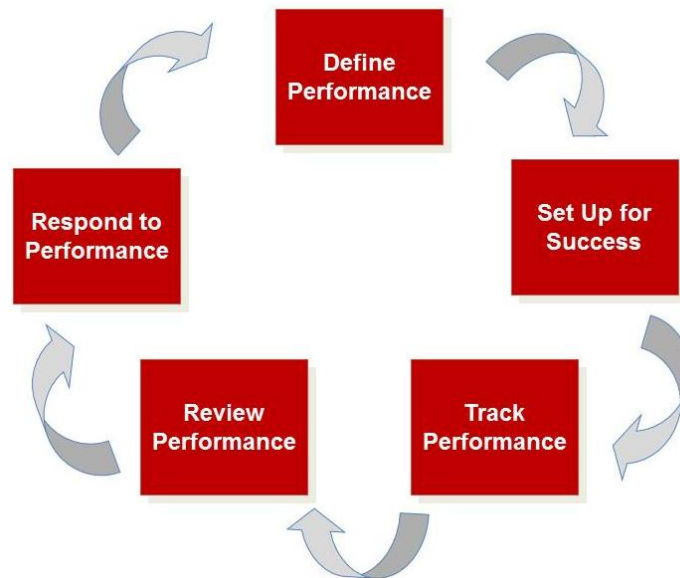 Define
Performance
Set Up for
Success
Track
Performance
Review
Performance
Respond to
Performance